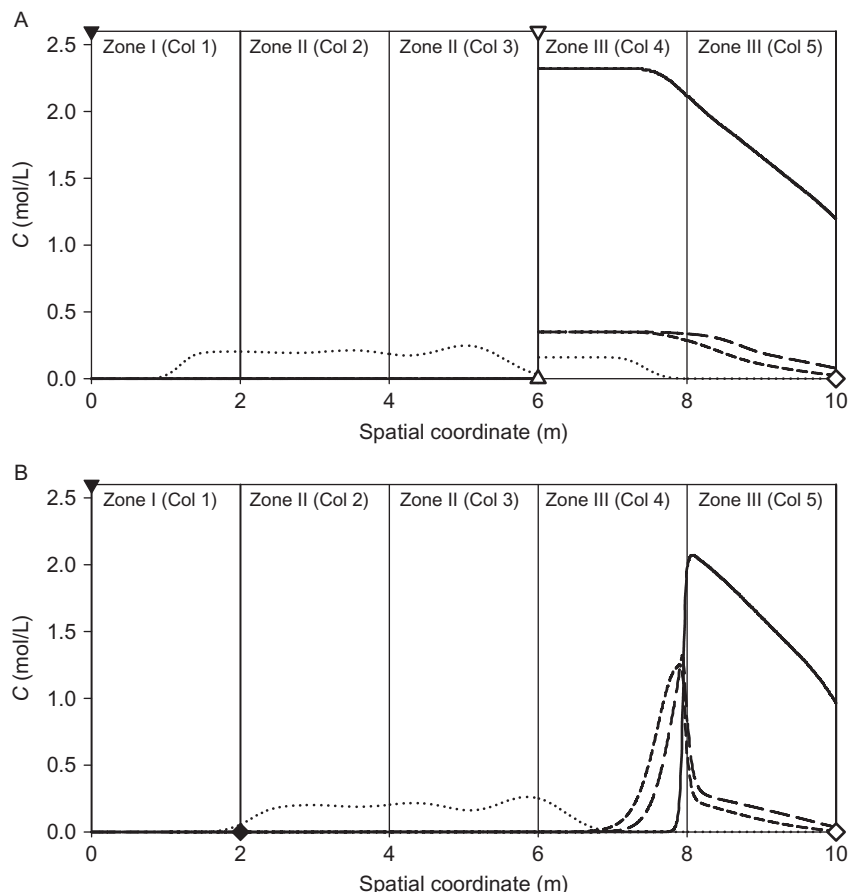 A
Zone I (Col 1) Zone II (Col 2) Zone II (Col 3) Zone III (Col 4) Zone III (Col 5)
2.5
2.0
1.5
1.0
0.5
0.0
C (mol/L)
0 2 4 6 8 10
Spatial coordinate (m)
B
Zone I (Col 1) Zone II (Col 2) Zone II (Col 3) Zone III (Col 4) Zone III (Col 5)
2.5
2.0
1.5
1.0
0.5
0.0
C (mol/L)
0 2 4 6 8 10
Spatial coordinate (m)